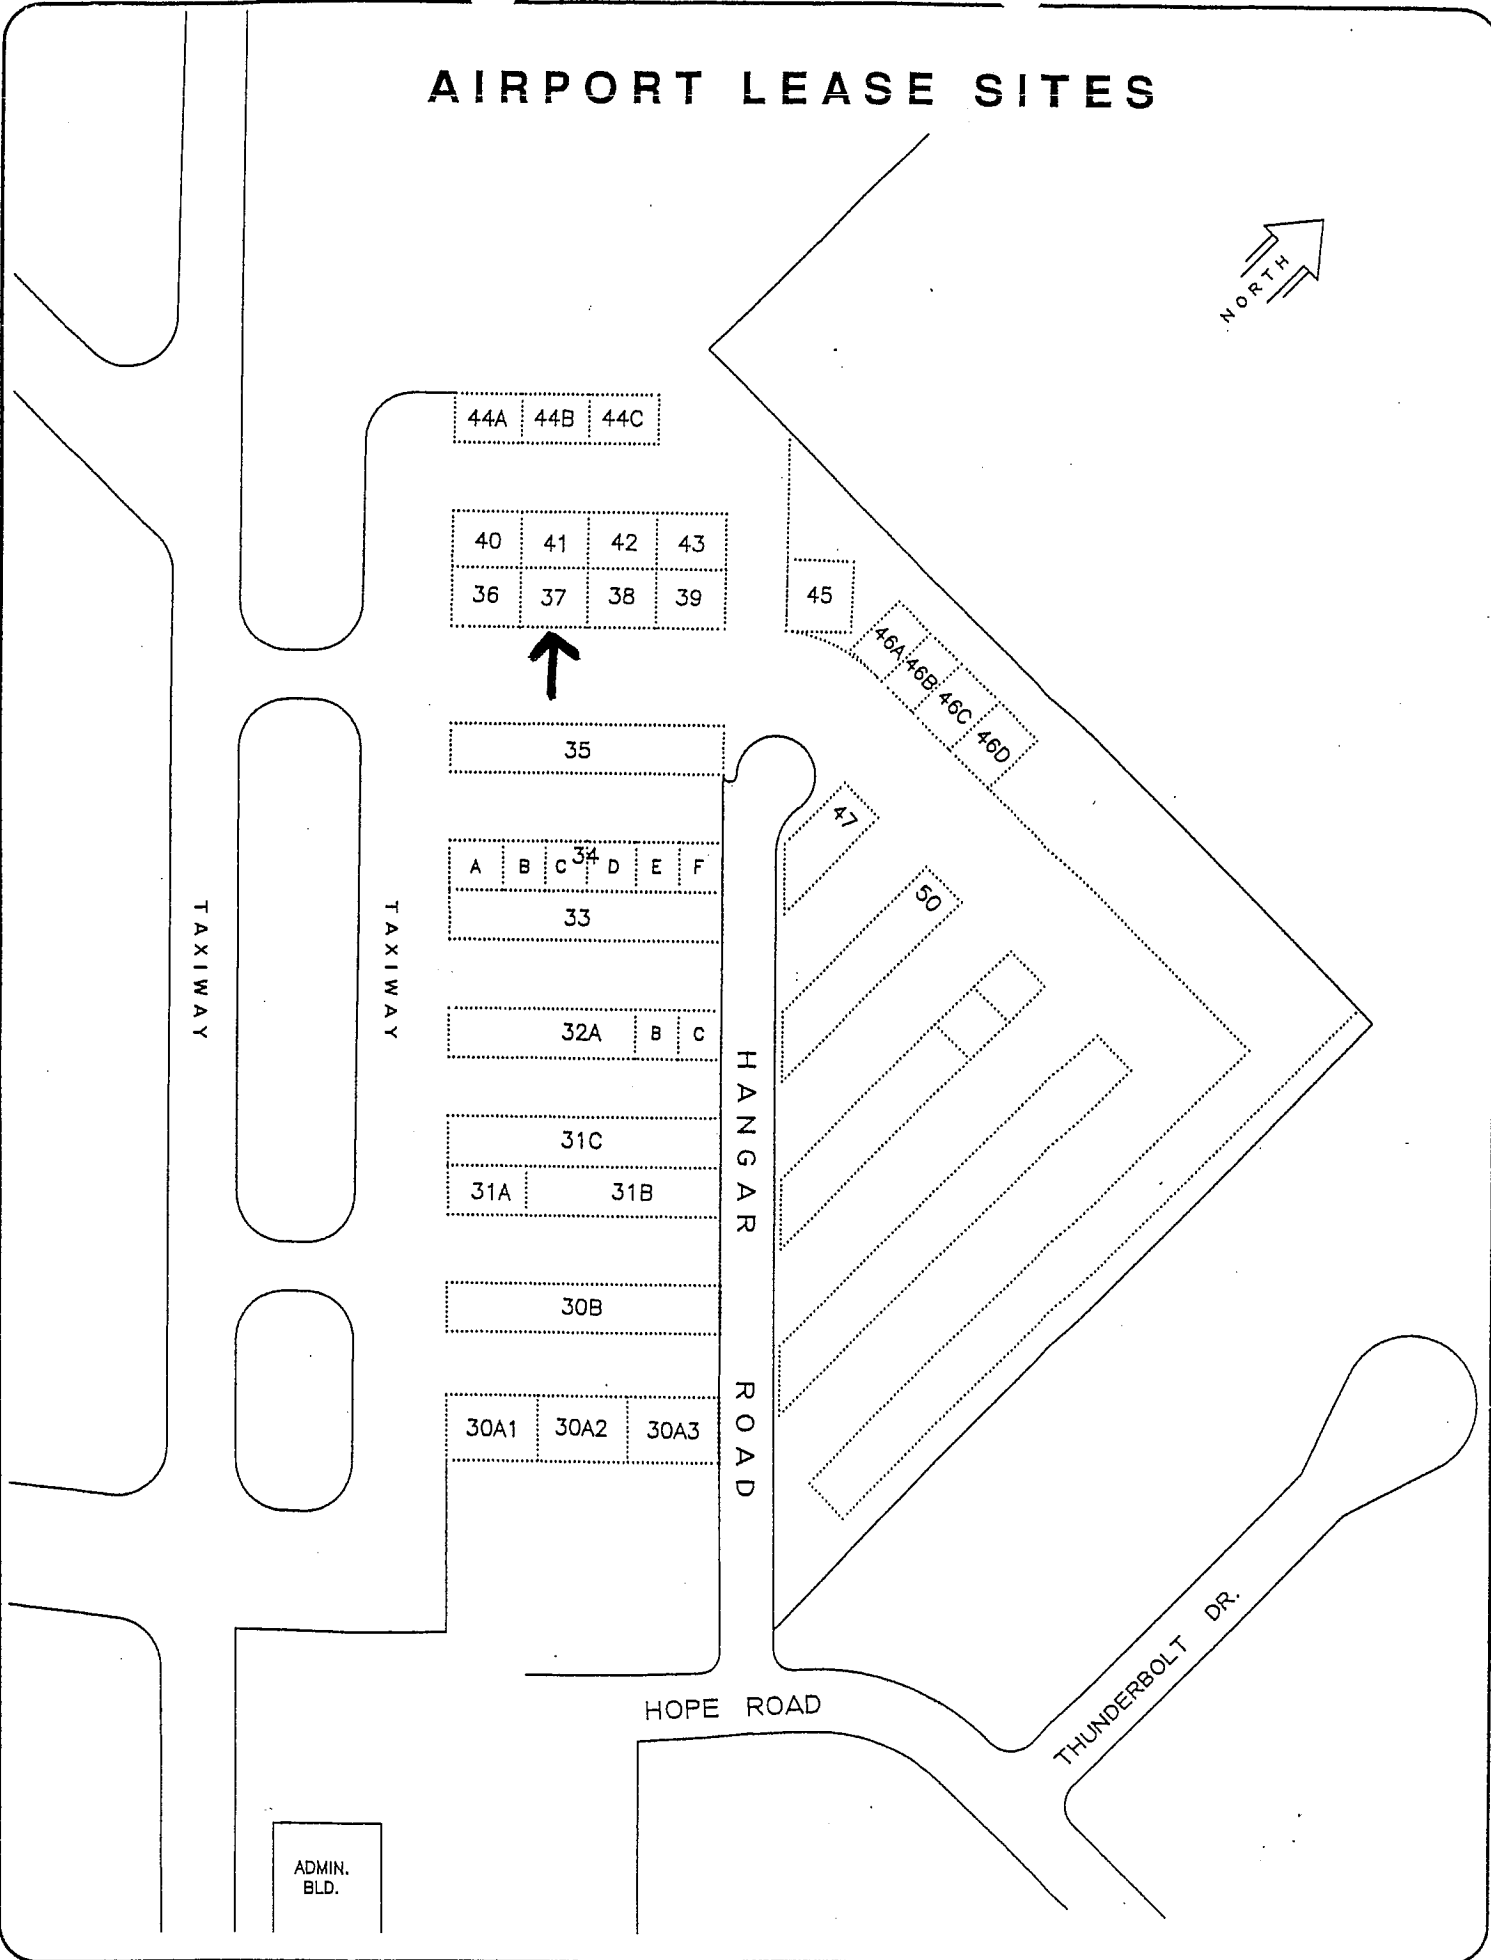 AIRPORT LEASE SITES
NORTH
44A 44B 44C
40 41 42 43
36 37 38 39
45
46A 46B 46C 46D
35
47
34
A B C D E F
50
33
TAXIWAY
TAXIWAY
32A B C
HANGAR ROAD
31C
31A 31B
30B
30A1 30A2 30A3
THUNDERBOLT DR.
HOPE ROAD
ADMIN.
BLD.